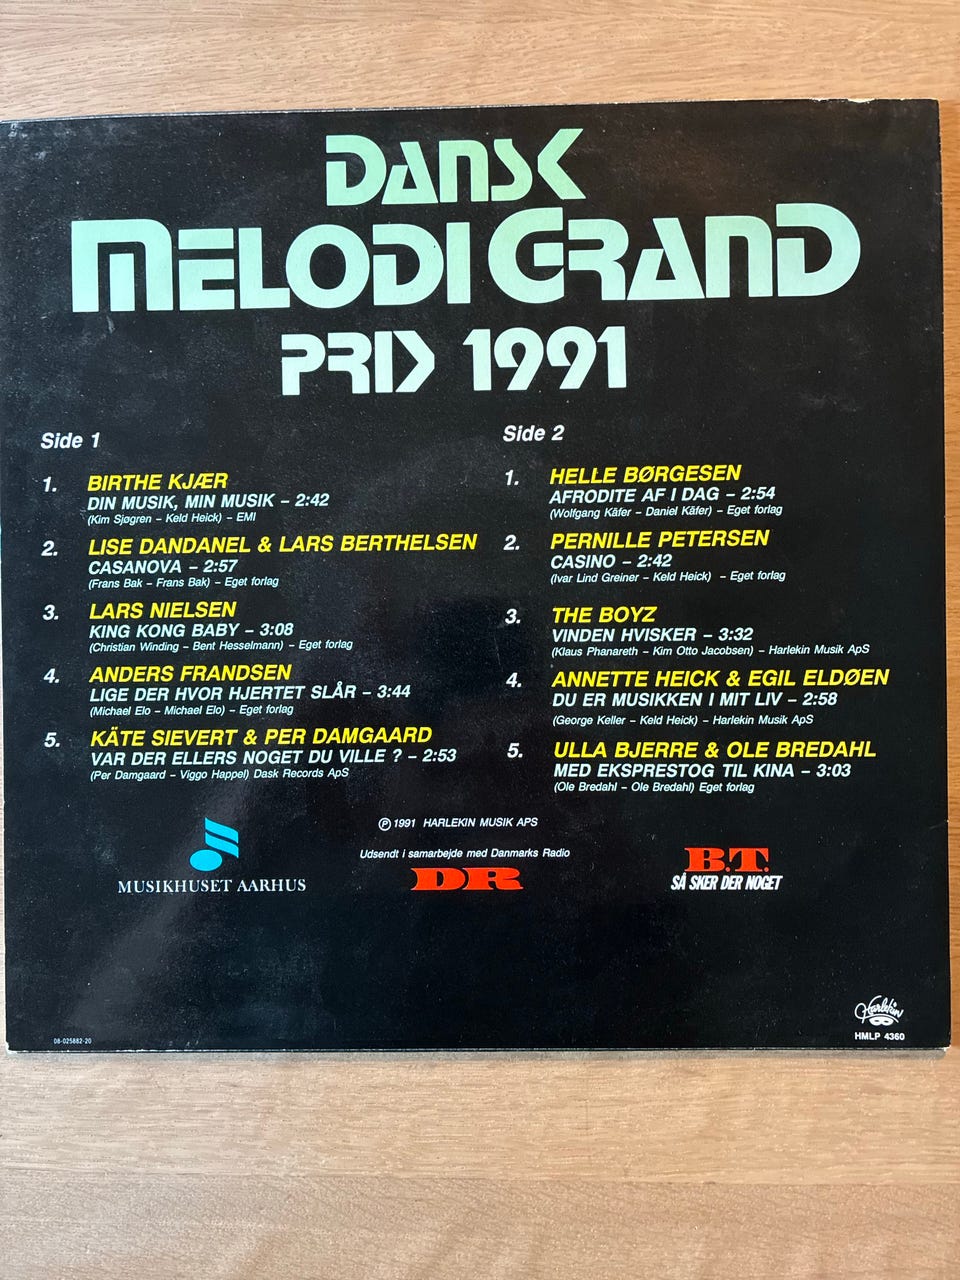 DANSK
MELODI GRAND
PRIX 1991
Side 1
1. BIRTHE KJÆR
DIN MUSIK, MIN MUSIK – 2:42
(Kim Sjøgren – Keld Heick) – EMI
2. LISE DANDANEL & LARS BERTHELSEN
CASANOVA – 2:57
(Frans Bak – Frans Bak) – Eget forlag
3. LARS NIELSEN
KING KONG BABY – 3:08
(Christian Winding – Bent Hesselmann) – Eget forlag
4. ANDERS FRANDSEN
LIGE DER HVOR HJERTET SLÅR – 3:44
(Michael Elo – Michael Elo) – Eget forlag
5. KÄTE SIEVERT & PER DAMGAARD
VAR DER ELLERS NOGET DU VILLE ? – 2:53
(Per Damgaard – Viggo Happel) Dask Records ApS
Side 2
1. HELLE BØRGESEN
AFRODITE AF I DAG – 2:54
(Wolfgang Käfer – Daniel Käfer) – Eget forlag
2. PERNILLE PETERSEN
CASINO – 2:42
(Ivar Lind Greiner – Keld Heick) – Eget forlag
3. THE BOYZ
VINDEN HVISKER – 3:32
(Klaus Phanareth – Kim Otto Jacobsen) – Harlekin Musik ApS
4. ANNETTE HEICK & EGIL ELDØEN
DU ER MUSIKKEN I MIT LIV – 2:58
(George Keller – Keld Heick) – Harlekin Musik ApS
5. ULLA BJERRE & OLE BREDAHL
MED EKSPRESTOG TIL KINA – 3:03
(Ole Bredahl – Ole Bredahl) Eget forlag
℗ 1991 HARLEKIN MUSIK APS
Udsendt i samarbejde med Danmarks Radio
DR
MUSIKHUSET AARHUS
B.T.
SÅ SKER DER NOGET
Harlekin
HMLP 4360
08-025882-20